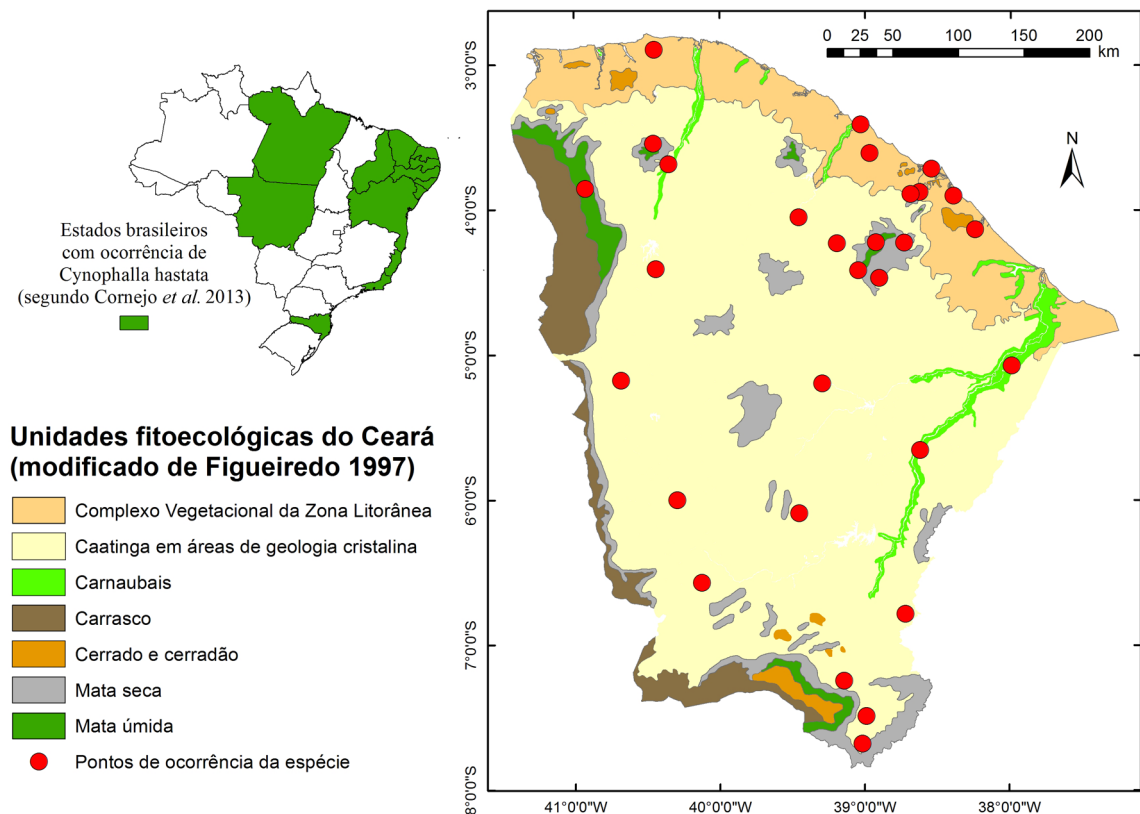 Estados brasileiros
com ocorrência de
Cynophalla hastata
(segundo Cornejo et al. 2013)
Unidades fitoecológicas do Ceará
(modificado de Figueiredo 1997)
Complexo Vegetacional da Zona Litorânea
Caatinga em áreas de geologia cristalina
Carnaubais
Carrasco
Cerrado e cerradão
Mata seca
Mata úmida
Pontos de ocorrência da espécie
0 25 50 100 150 200
km
N
3°0'0"S
4°0'0"S
5°0'0"S
6°0'0"S
7°0'0"S
8°0'0"S
41°0'0"W 40°0'0"W 39°0'0"W 38°0'0"W